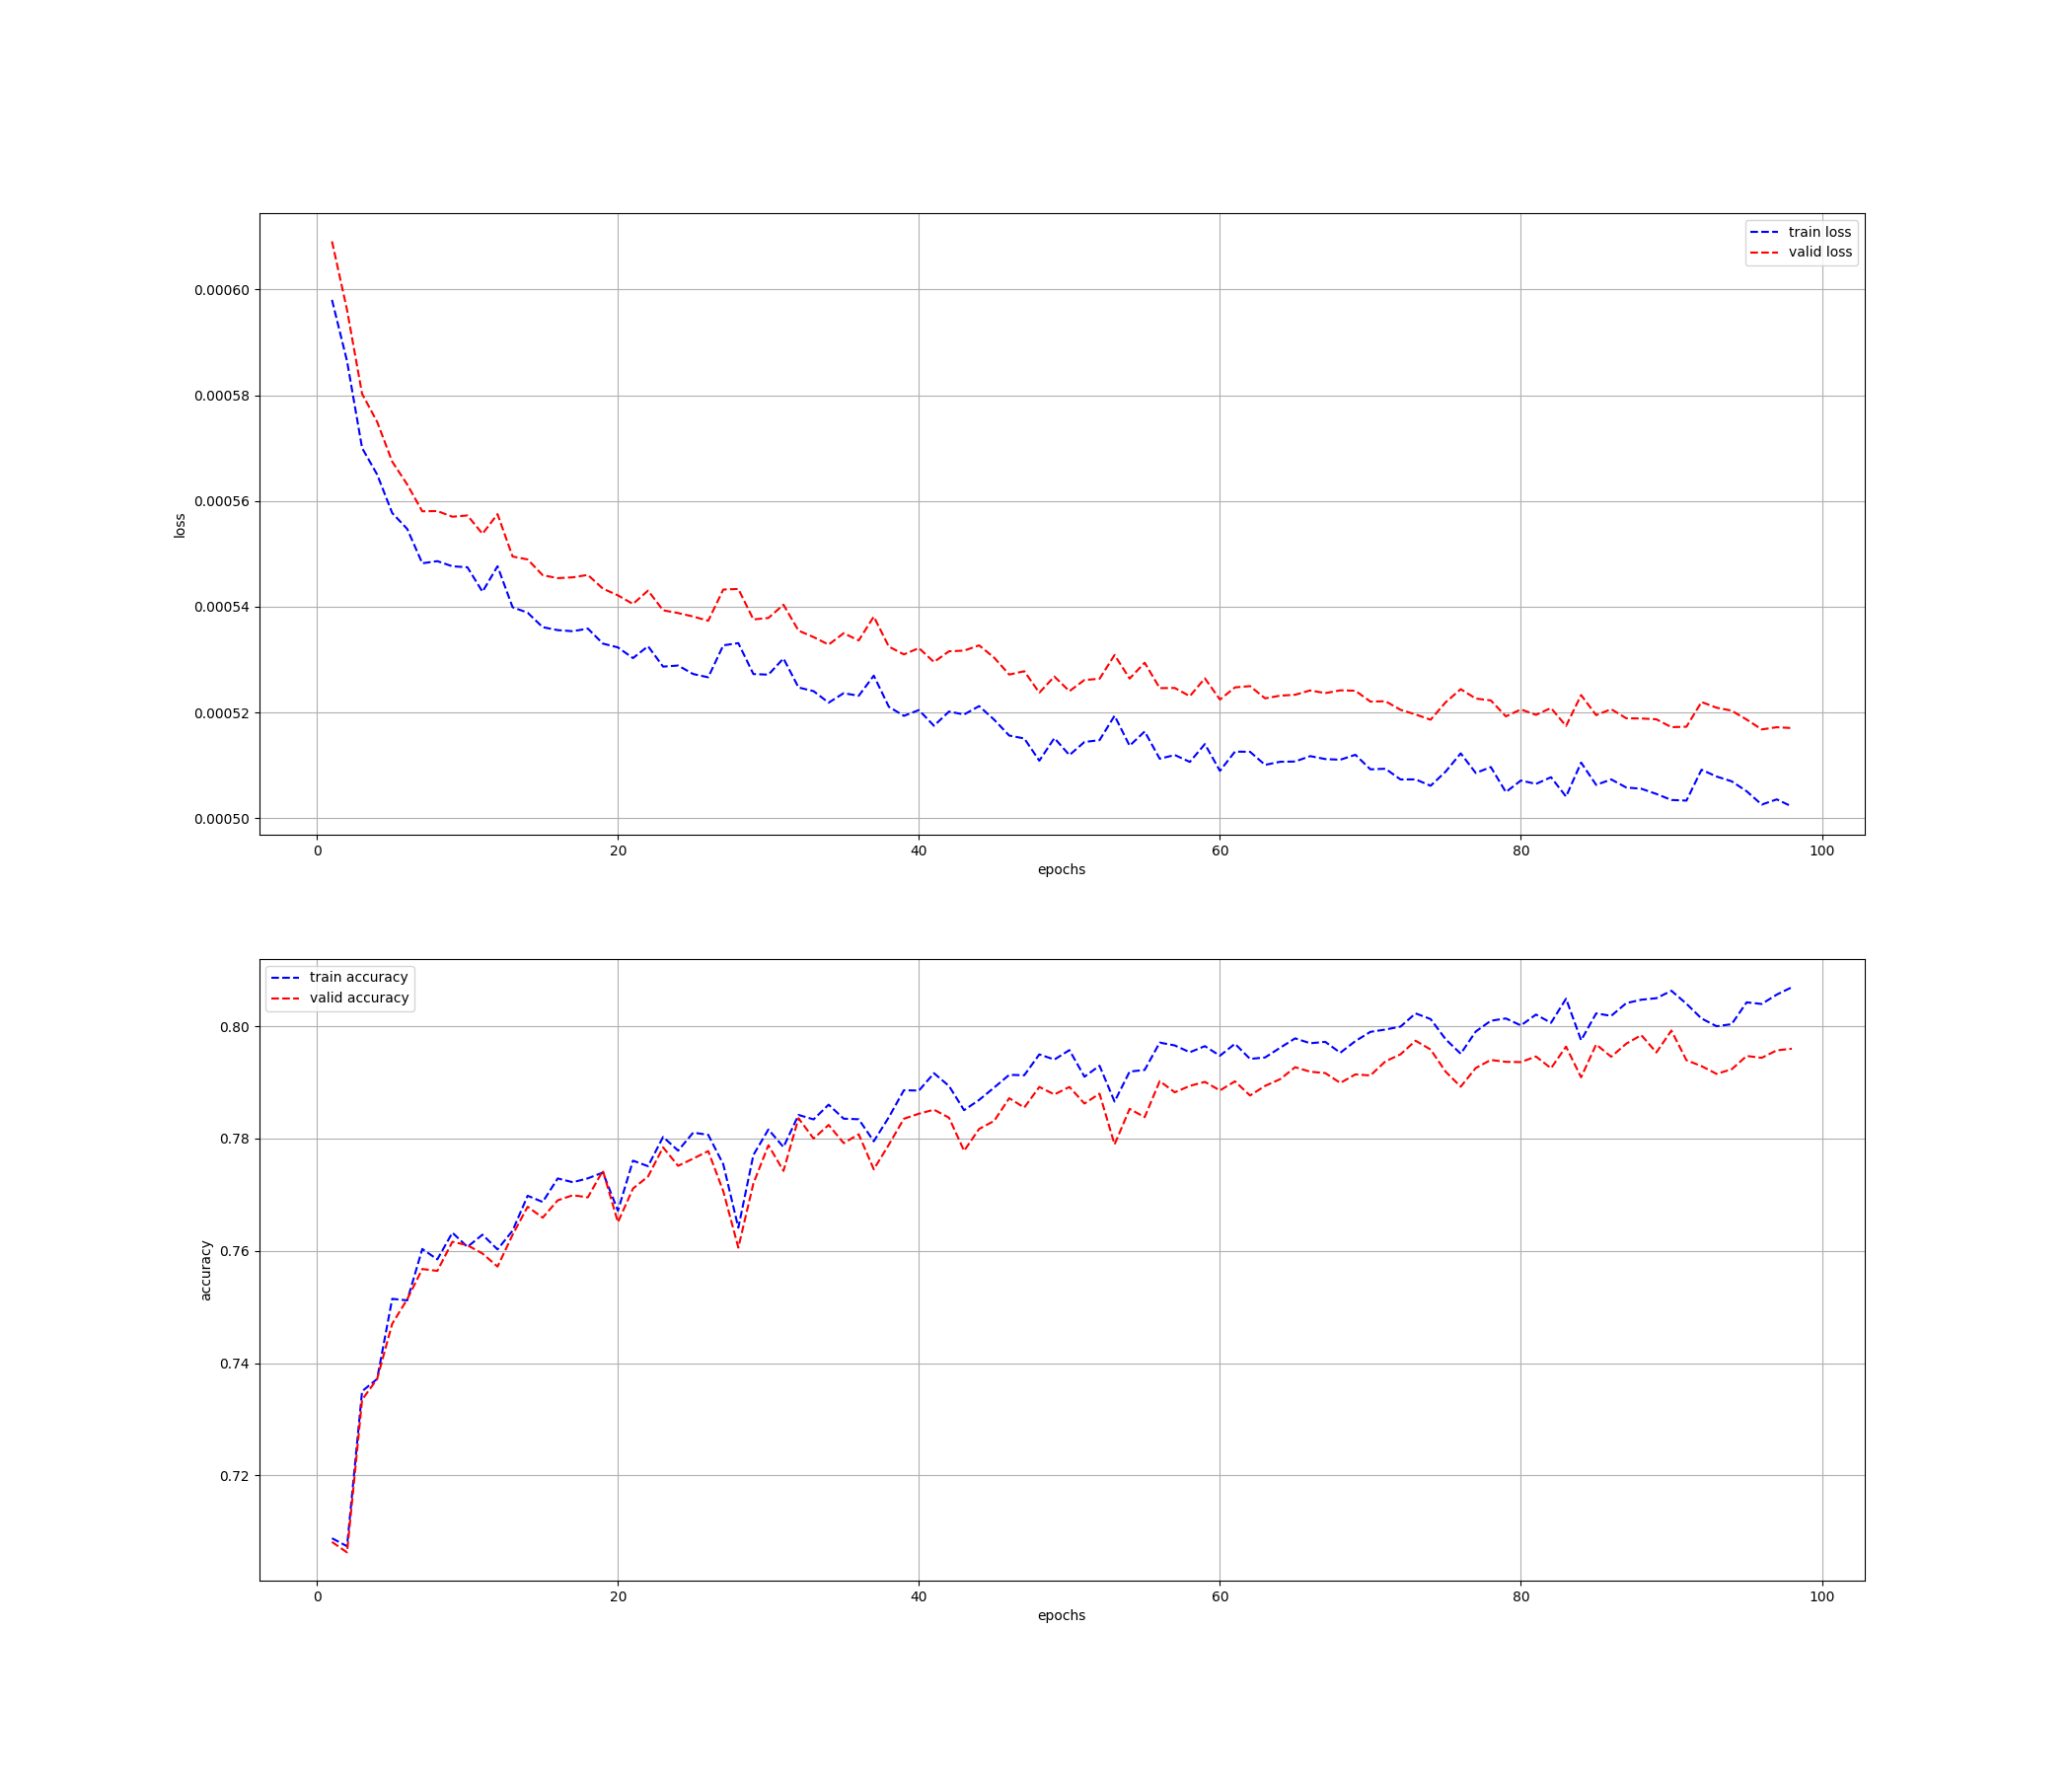 train loss
valid loss
0.00060
0.00058
0.00056
0.00054
0.00052
0.00050
loss
0 20 40 60 80 100
epochs
train accuracy
valid accuracy
0.80
0.78
0.76
0.74
0.72
accuracy
0 20 40 60 80 100
epochs